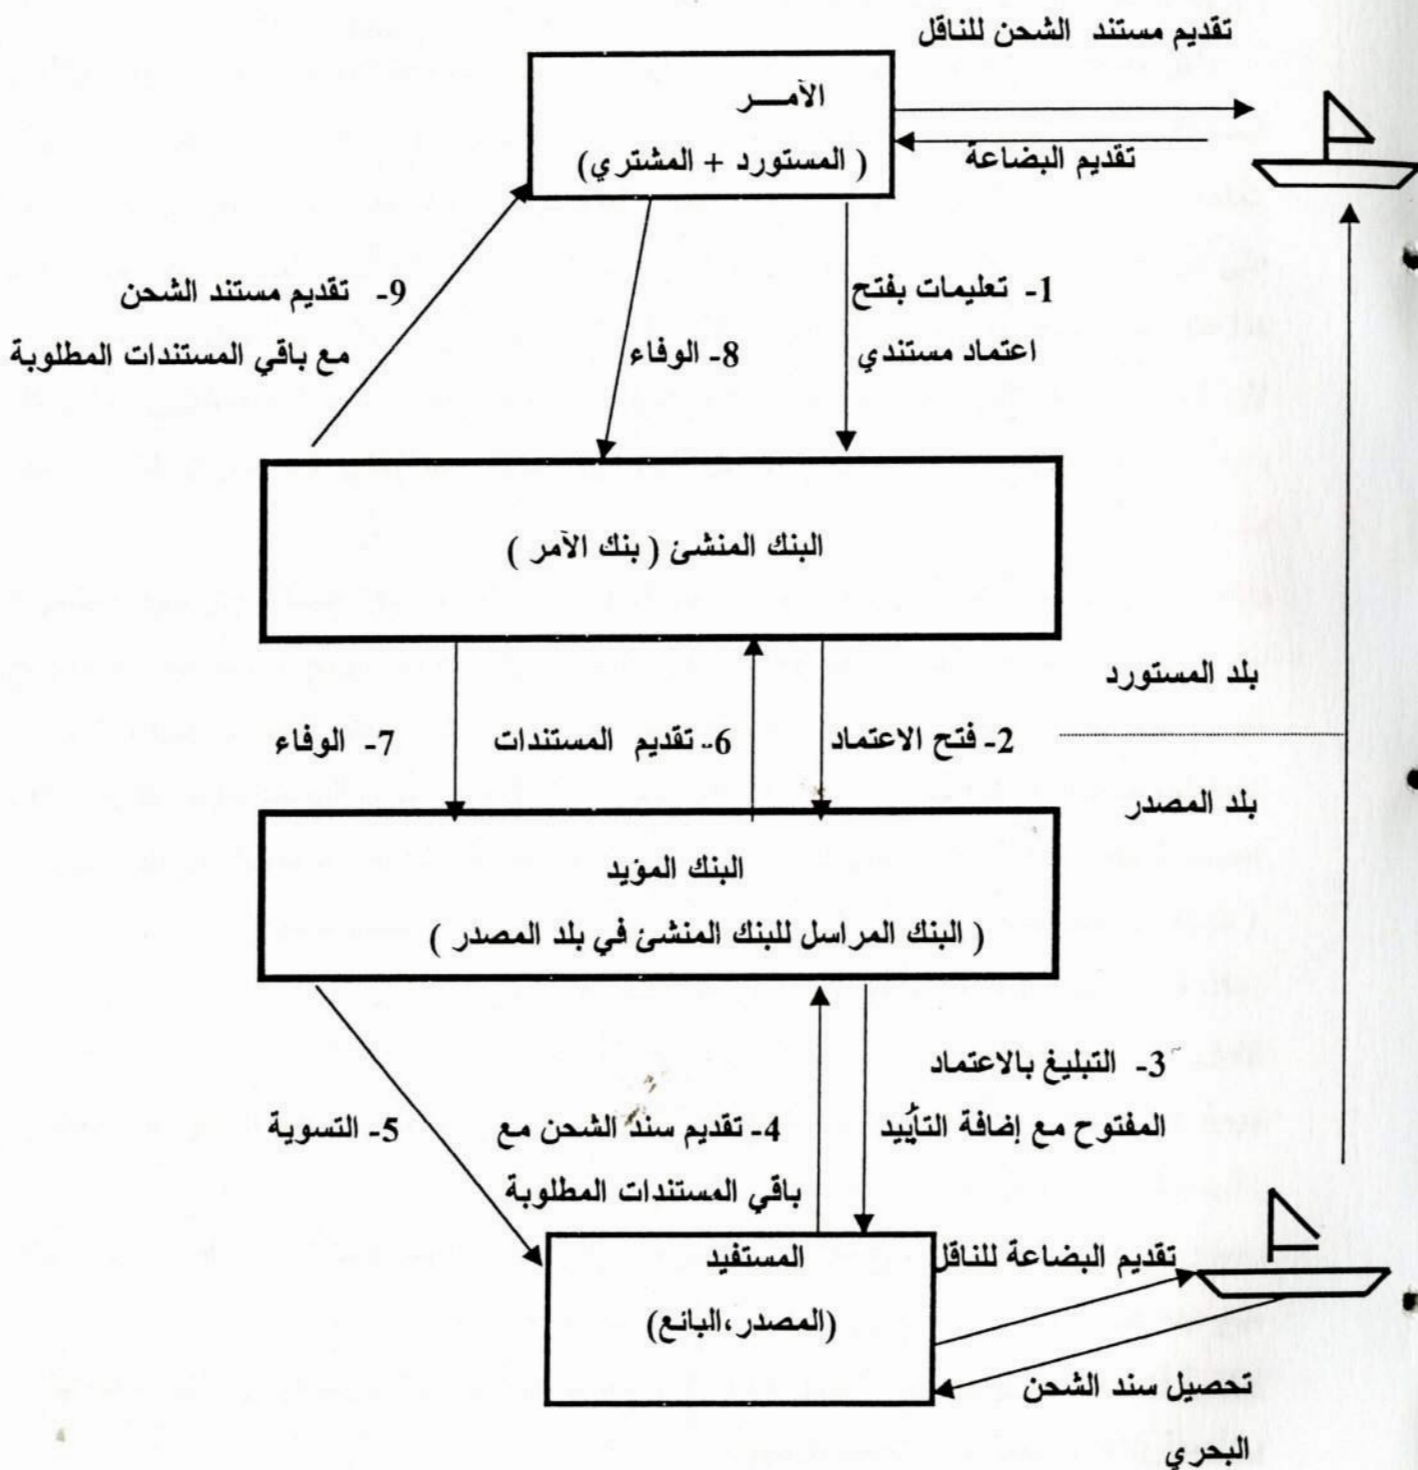 تقديم مستند الشحن للناقل
الآمـــر
( المستورد + المشتري)
تقديم البضاعة
1- تعليمات بفتح
اعتماد مستندي
8- الوفاء
9- تقديم مستند الشحن
مع باقي المستندات المطلوبة
البنك المنشئ ( بنك الآمر )
بلد المستورد
2- فتح الاعتماد
6- تقديم المستندات
7- الوفاء
بلد المصدر
البنك المؤيد
( البنك المراسل للبنك المنشئ في بلد المصدر )
3- التبليغ بالاعتماد
المفتوح مع إضافة التأييد
4- تقديم سند الشحن مع
باقي المستندات المطلوبة
5- التسوية
المستفيد
(المصدر،البائع)
تقديم البضاعة للناقل
تحصيل سند الشحن
البحري